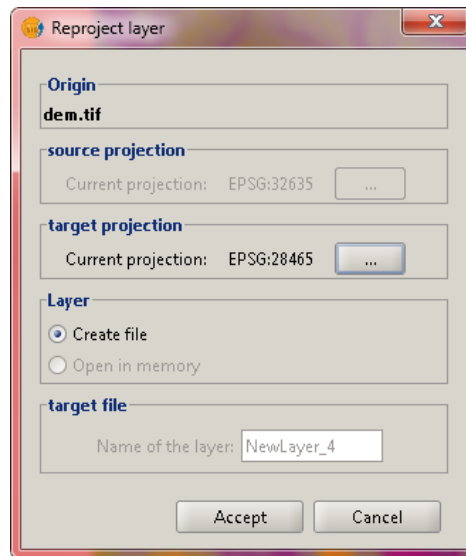 Reproject layer
Origin
dem.tif
source projection
Current projection: EPSG:32635 ...
target projection
Current projection: EPSG:28465 ...
Layer
Create file
Open in memory
target file
Name of the layer: NewLayer_4
Accept Cancel